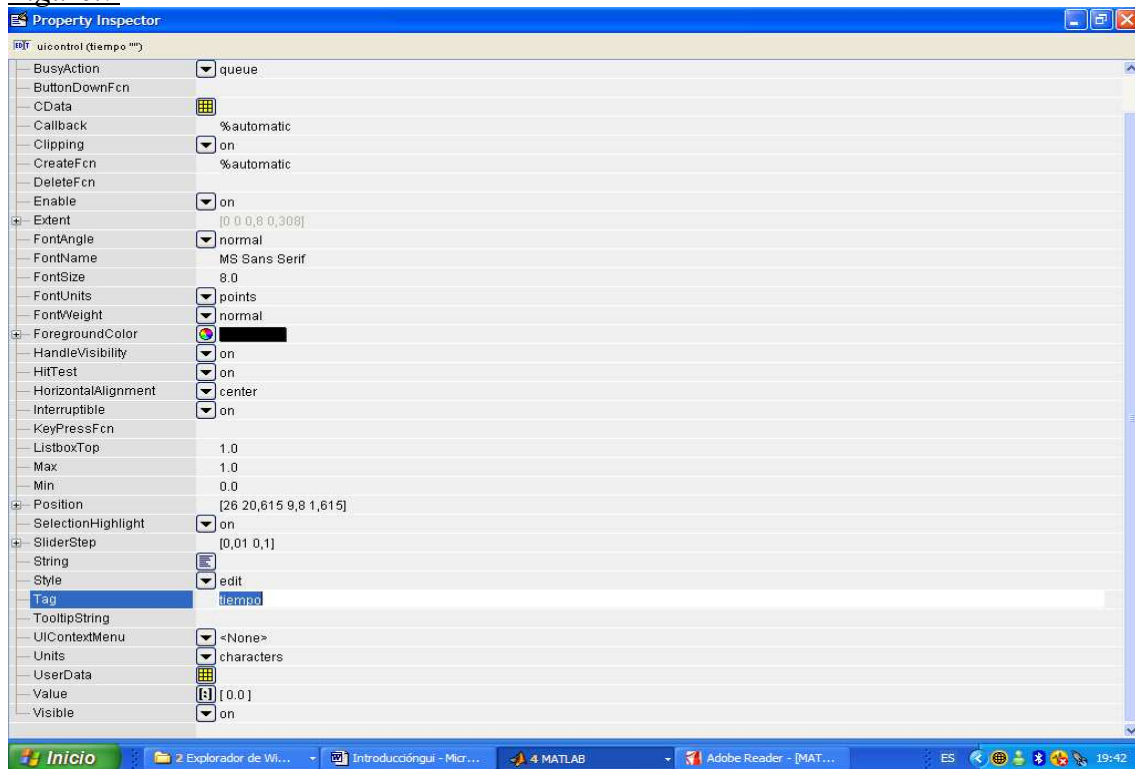 Property Inspector
uicontrol (tiempo "")
BusyAction queue
ButtonDownFcn
CData
Callback %automatic
Clipping on
CreateFcn %automatic
DeleteFcn
Enable on
Extent [0 0 0,8 0,308]
FontAngle normal
FontName MS Sans Serif
FontSize 8.0
FontUnits points
FontWeight normal
ForegroundColor
HandleVisibility on
HitTest on
HorizontalAlignment center
Interruptible on
KeyPressFcn
ListboxTop 1.0
Max 1.0
Min 0.0
Position [26 20,615 9,8 1,615]
SelectionHighlight on
SliderStep [0,01 0,1]
String
Style edit
Tag tiempo
TooltipString
UIContextMenu <None>
Units characters
UserData
Value [ 0.0 ]
Visible on
Inicio 2 Explorador de Wi... Introduccióngui - Micr... 4 MATLAB Adobe Reader - [MAT... ES 19:42